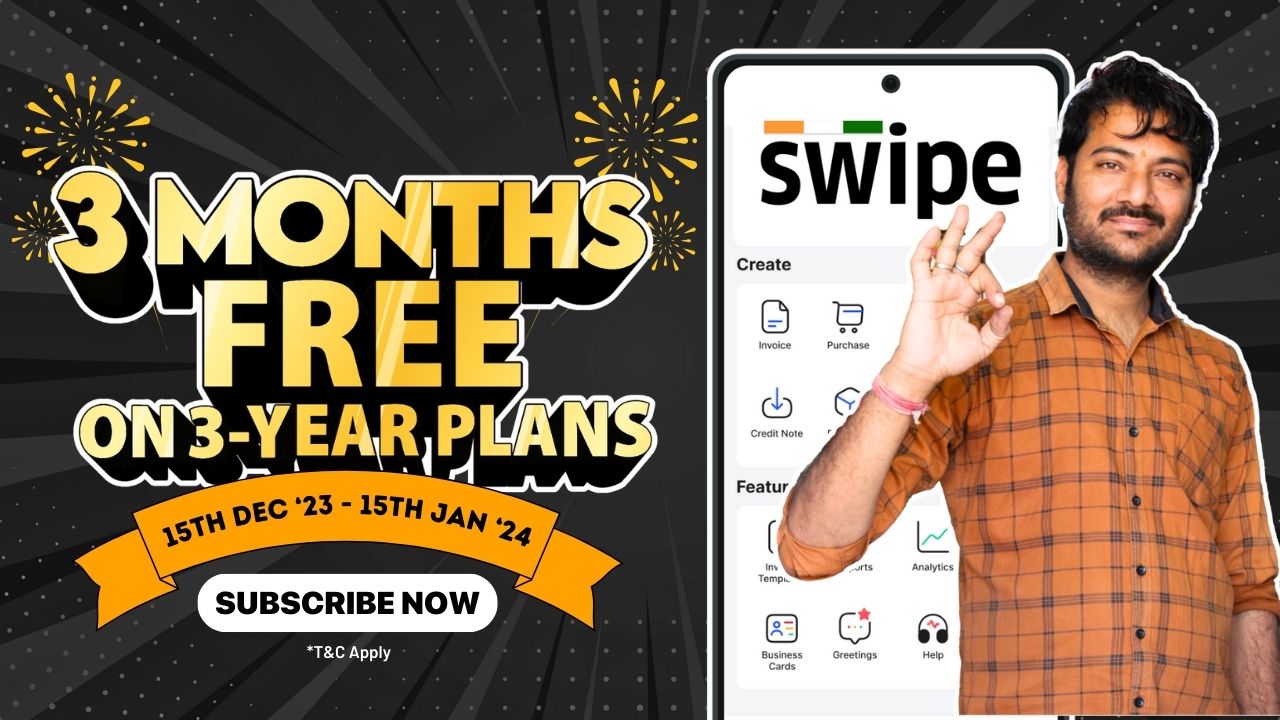 3 MONTHS
FREE
ON 3-YEAR PLANS
15TH DEC ‘23 - 15TH JAN ‘24
SUBSCRIBE NOW
*T&C Apply
swipe
Create
Invoice
Purchase
Credit Note
Analytics
Business
Cards
Greetings
Help